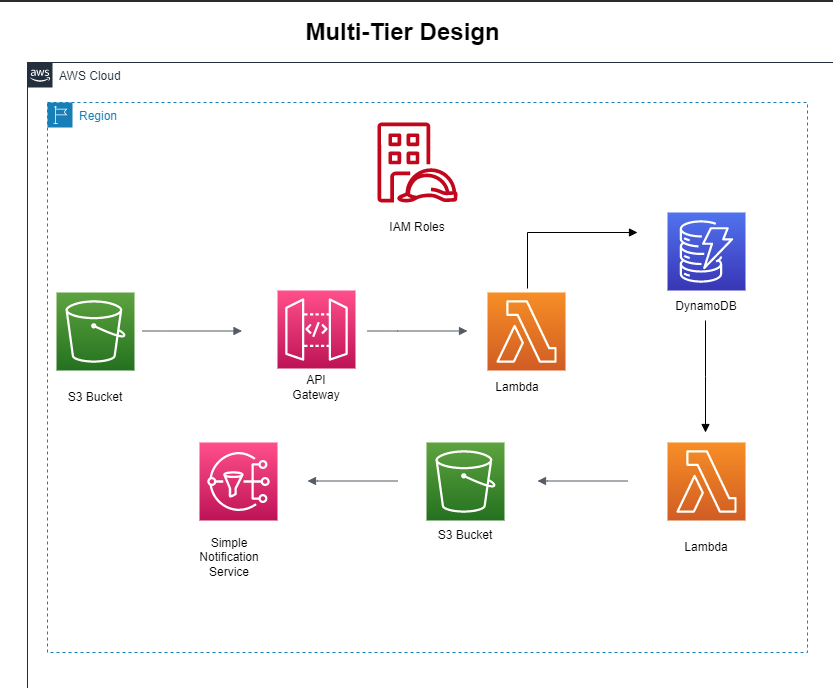 Multi-Tier Design
aws
AWS Cloud
Region
IAM Roles
DynamoDB
S3 Bucket
</>
API
Gateway
Lambda
Simple
Notification
Service
S3 Bucket
Lambda